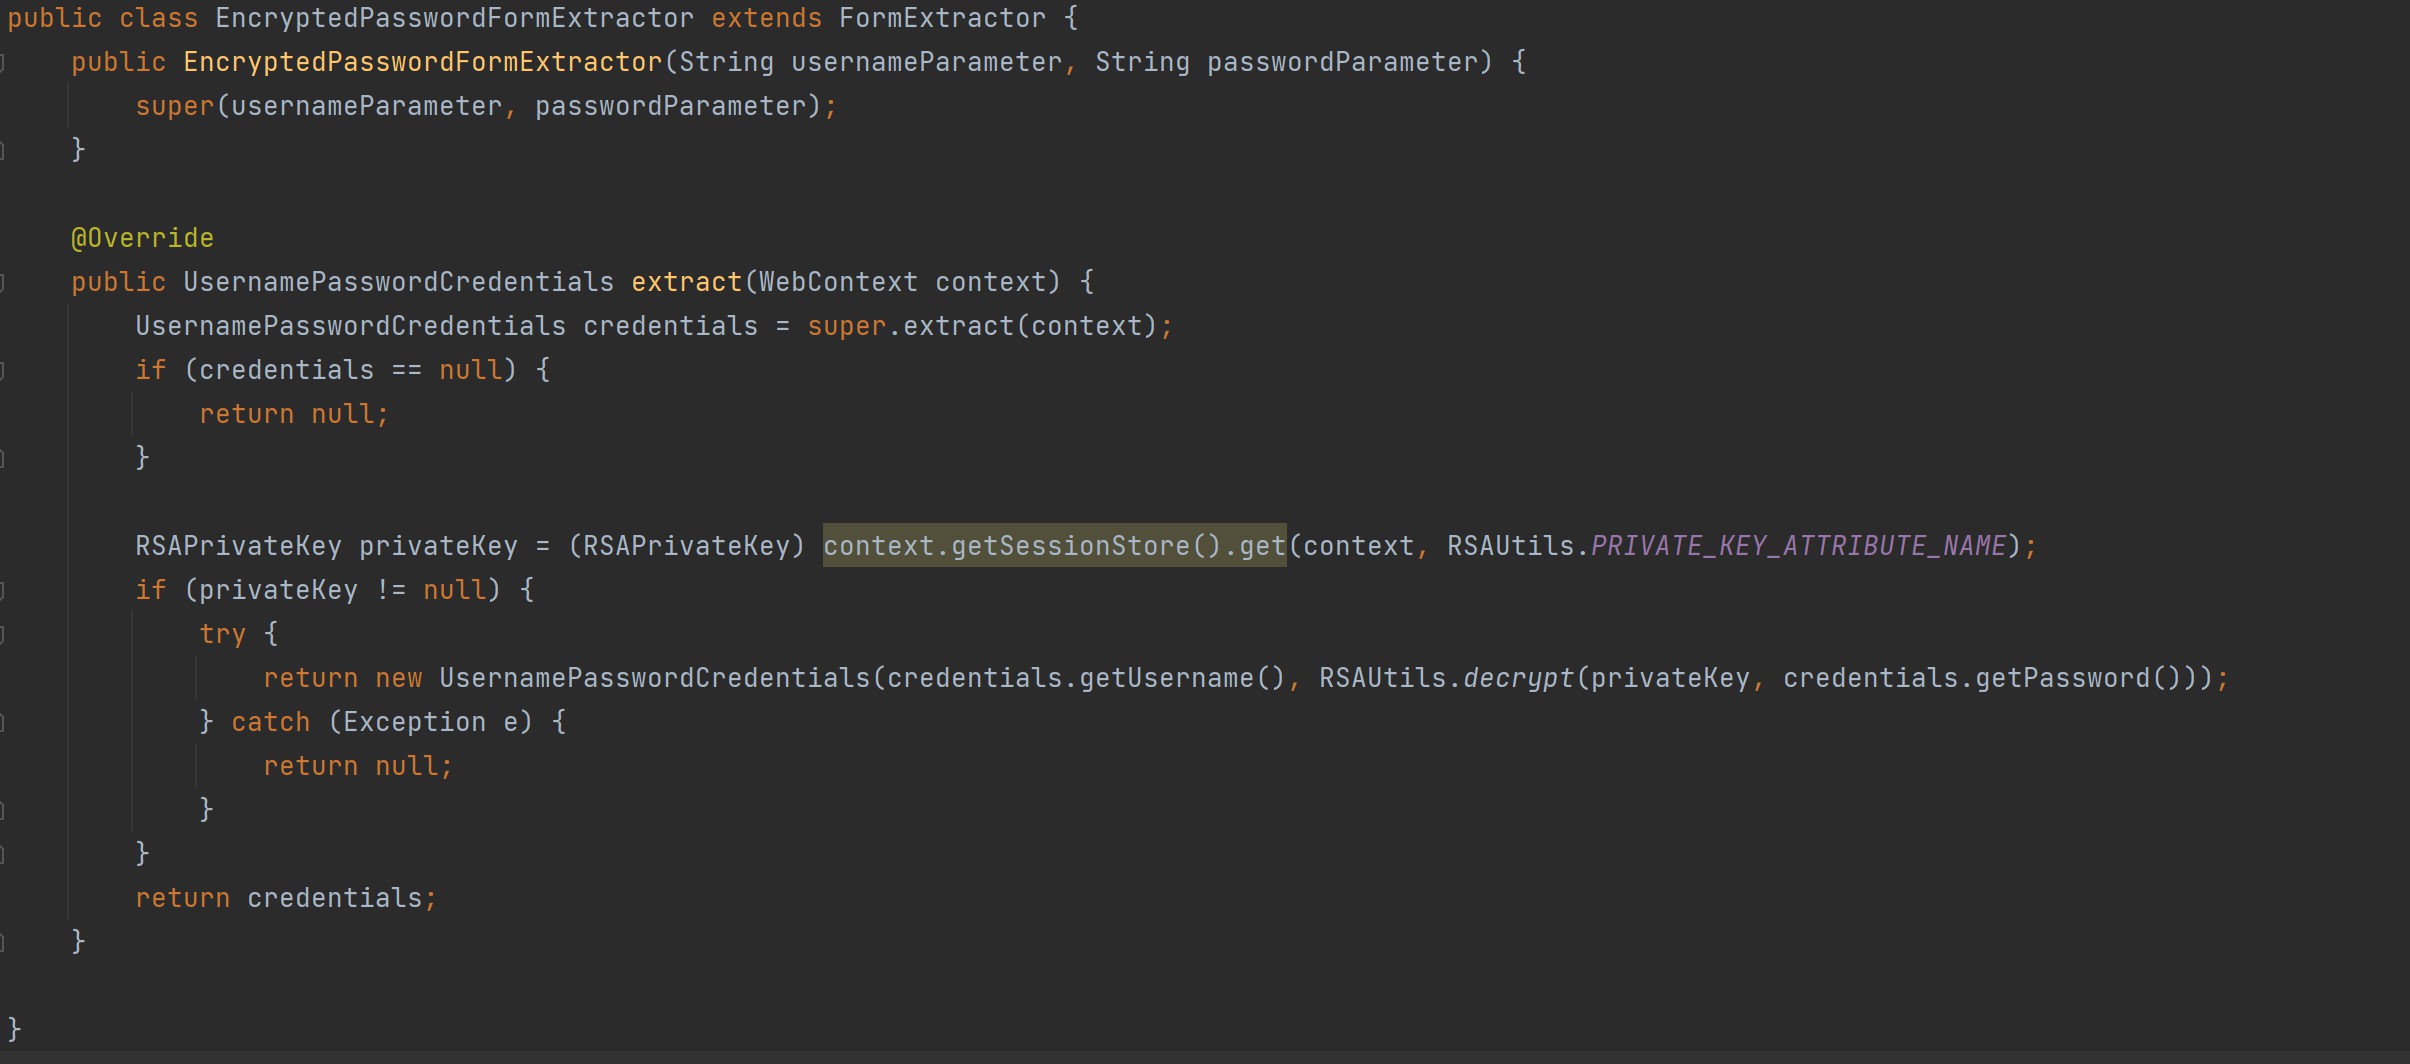 public class EncryptedPasswordFormExtractor extends FormExtractor {
    public EncryptedPasswordFormExtractor(String usernameParameter, String passwordParameter) {
        super(usernameParameter, passwordParameter);
    }

    @Override
    public UsernamePasswordCredentials extract(WebContext context) {
        UsernamePasswordCredentials credentials = super.extract(context);
        if (credentials == null) {
            return null;
        }

        RSAPrivateKey privateKey = (RSAPrivateKey) context.getSessionStore().get(context, RSAUtils.PRIVATE_KEY_ATTRIBUTE_NAME);
        if (privateKey != null) {
            try {
                return new UsernamePasswordCredentials(credentials.getUsername(), RSAUtils.decrypt(privateKey, credentials.getPassword()));
            } catch (Exception e) {
                return null;
            }
        }
        return credentials;
    }

}